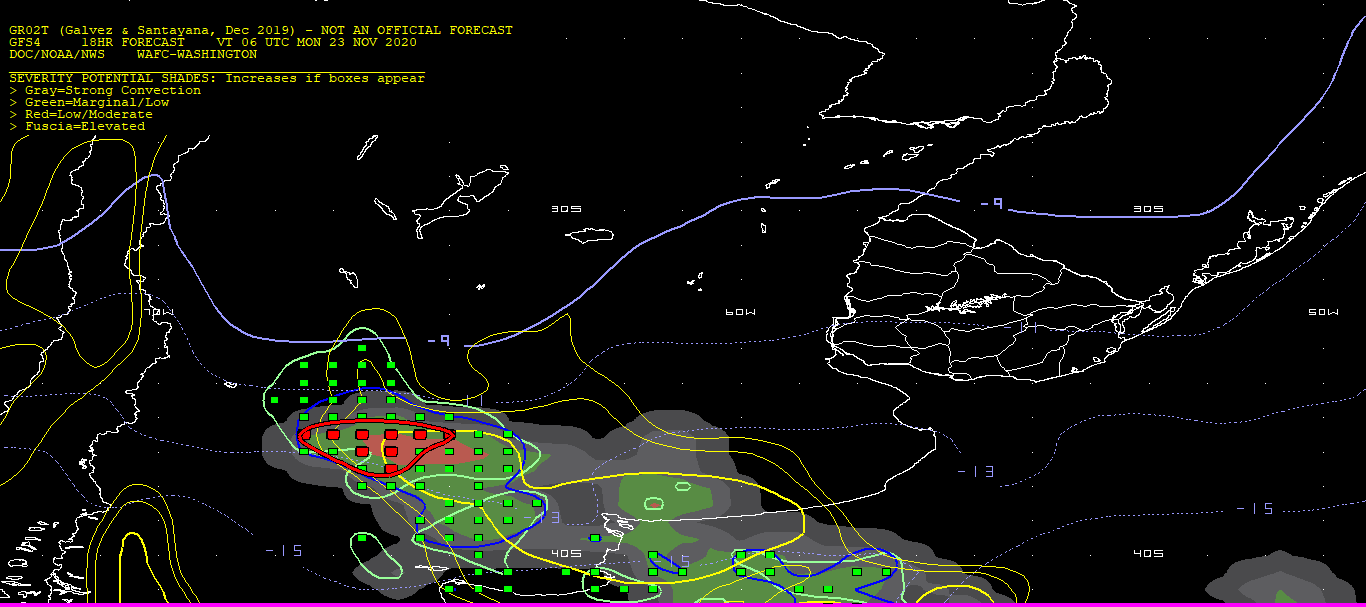 GR02T (Galvez & Santayana, Dec 2019) – NOT AN OFFICIAL FORECAST
GFS4 18HR FORECAST VT 06 UTC MON 23 NOV 2020
DOC/NOAA/NWS WAFC–WASHINGTON
SEVERITY POTENTIAL SHADES: Increases if boxes appear
> Gray=Strong Convection
> Green=Marginal/Low
> Red=Low/Moderate
> Fuscia=Elevated
-9
30S
30S
70W
60W
50W
-9
-13
-15
-15
40S
40S